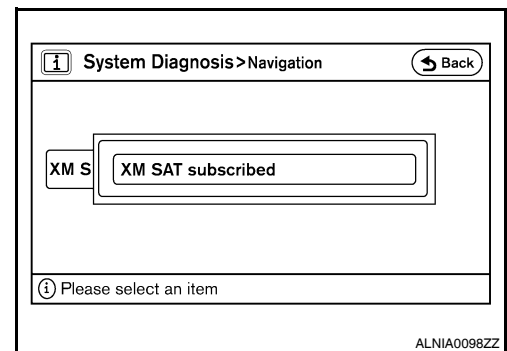 i System Diagnosis>Navigation Back
XM S XM SAT subscribed
i Please select an item
ALNIA0098ZZ